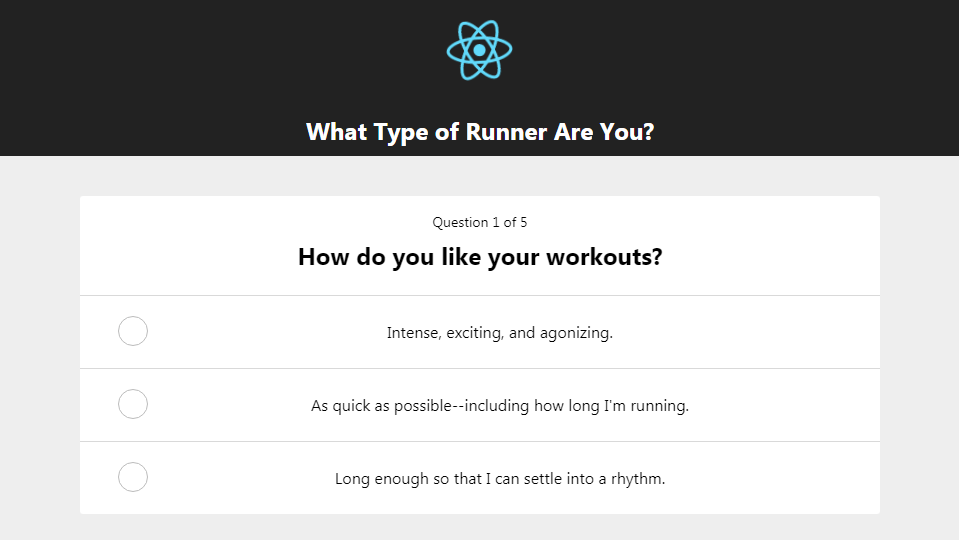 What Type of Runner Are You?
Question 1 of 5
How do you like your workouts?
Intense, exciting, and agonizing.
As quick as possible--including how long I'm running.
Long enough so that I can settle into a rhythm.